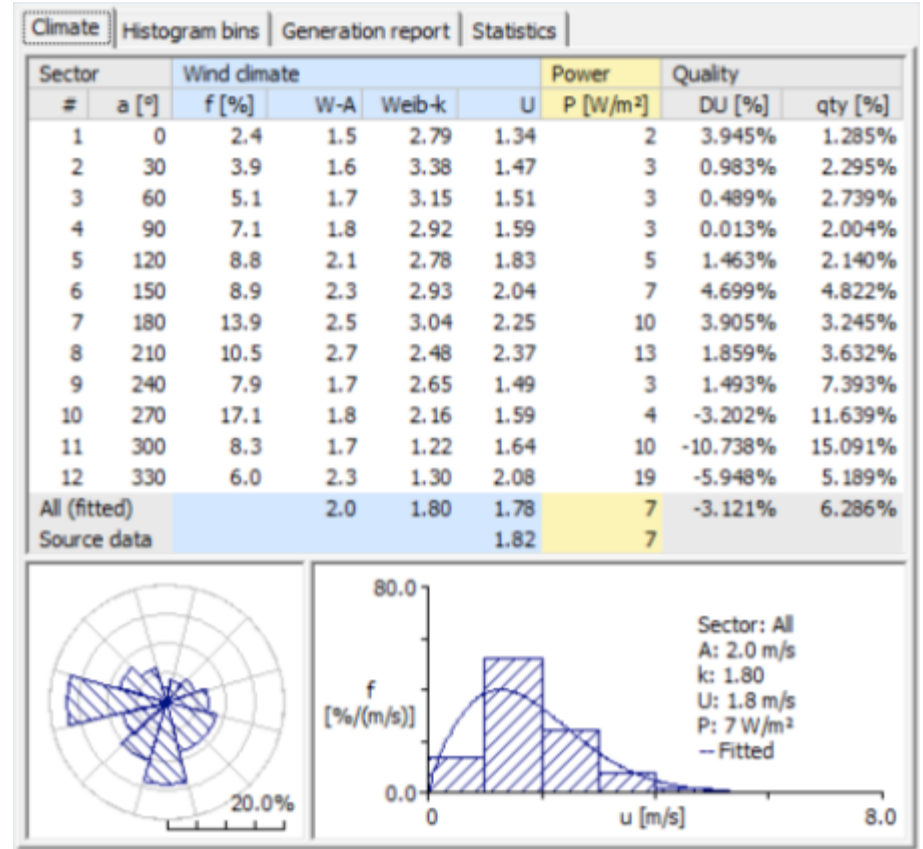 Climate Histogram bins Generation report Statistics
Sector Wind climate Power Quality
# a [°] f [%] W-A Weib-k U P [W/m²] DU [%] qty [%]
1 0 2.4 1.5 2.79 1.34 2 3.945% 1.285%
2 30 3.9 1.6 3.38 1.47 3 0.983% 2.295%
3 60 5.1 1.7 3.15 1.51 3 0.489% 2.739%
4 90 7.1 1.8 2.92 1.59 3 0.013% 2.004%
5 120 8.8 2.1 2.78 1.83 5 1.463% 2.140%
6 150 8.9 2.3 2.93 2.04 7 4.699% 4.822%
7 180 13.9 2.5 3.04 2.25 10 3.905% 3.245%
8 210 10.5 2.7 2.48 2.37 13 1.859% 3.632%
9 240 7.9 1.7 2.65 1.49 3 1.493% 7.393%
10 270 17.1 1.8 2.16 1.59 4 -3.202% 11.639%
11 300 8.3 1.7 1.22 1.64 10 -10.738% 15.091%
12 330 6.0 2.3 1.30 2.08 19 -5.948% 5.189%
All (fitted) 2.0 1.80 1.78 7 -3.121% 6.286%
Source data 1.82 7
20.0%
80.0
f
[%/(m/s)]
0.0
0 u [m/s] 8.0
Sector: All
A: 2.0 m/s
k: 1.80
U: 1.8 m/s
P: 7 W/m²
-- Fitted